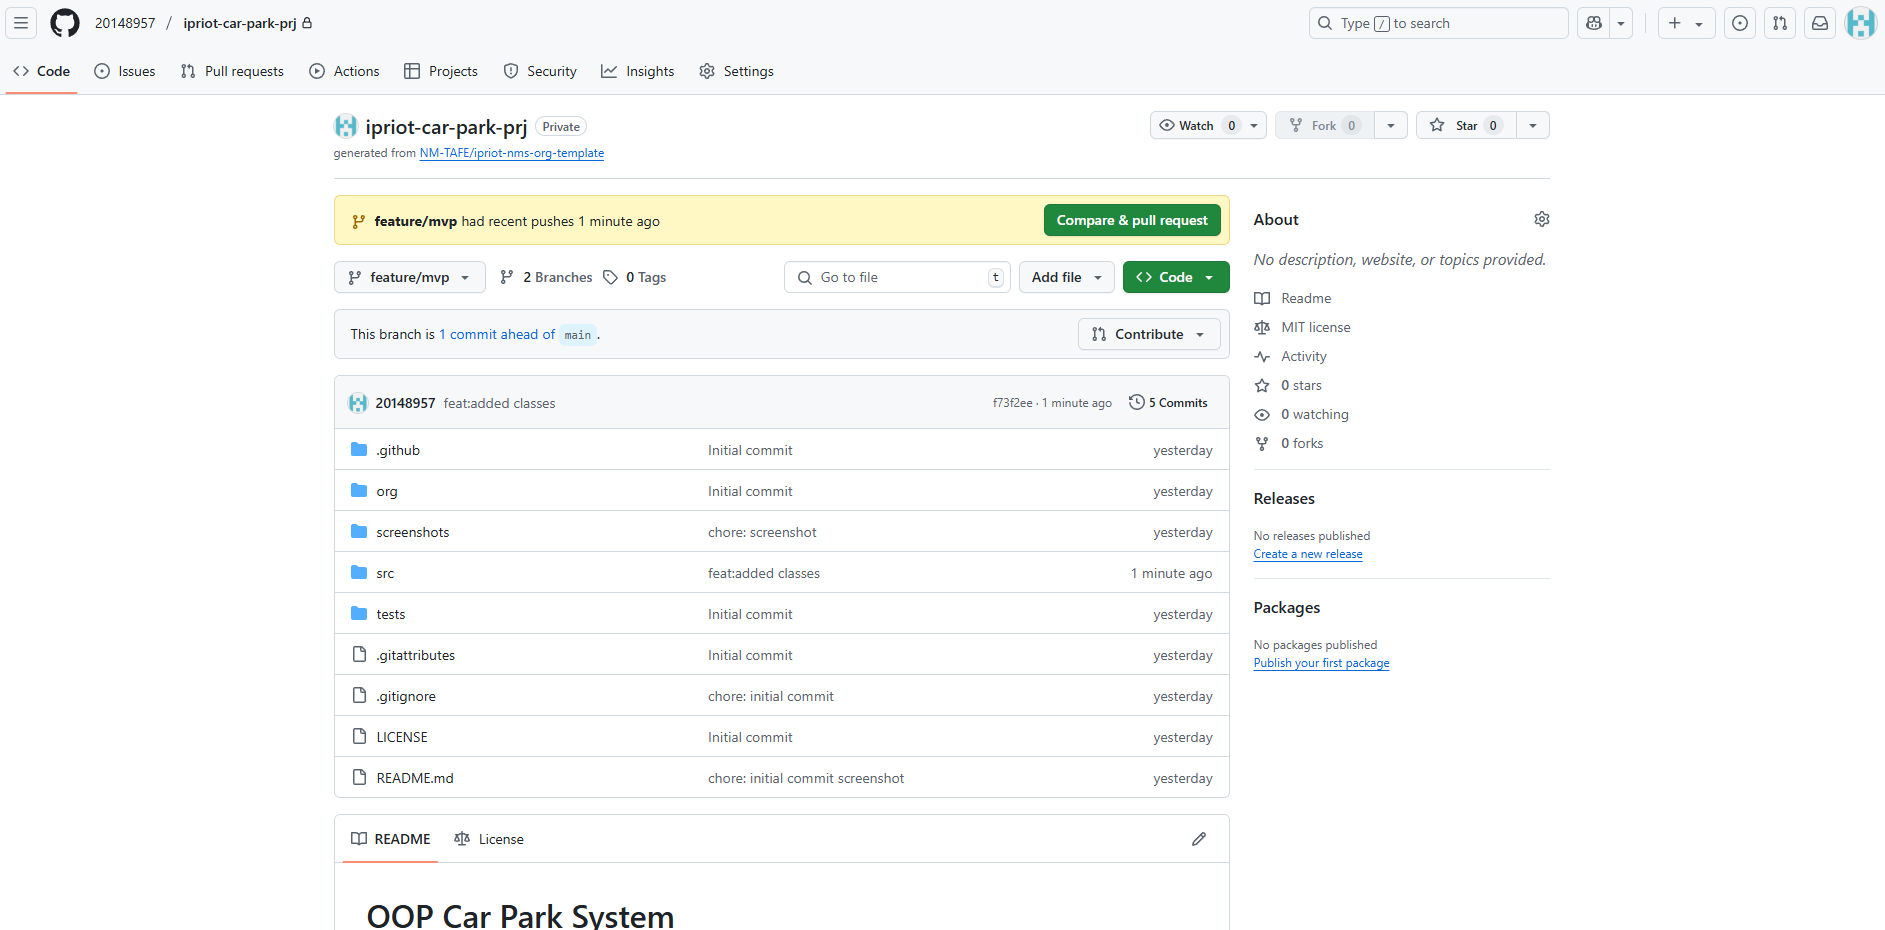 20148957 / ipriot-car-park-prj
Type / to search
Code Issues Pull requests Actions Projects Security Insights Settings
ipriot-car-park-prj Private
Watch 0 Fork 0 Star 0
generated from NM-TAFE/ipriot-nms-org-template
feature/mvp had recent pushes 1 minute ago
Compare & pull request
feature/mvp 2 Branches 0 Tags
Go to file t Add file Code
This branch is 1 commit ahead of main .
Contribute
20148957 feat:added classes f73f2ee · 1 minute ago 5 Commits
.github Initial commit yesterday
org Initial commit yesterday
screenshots chore: screenshot yesterday
src feat:added classes 1 minute ago
tests Initial commit yesterday
.gitattributes Initial commit yesterday
.gitignore chore: initial commit yesterday
LICENSE Initial commit yesterday
README.md chore: initial commit screenshot yesterday
README License
OOP Car Park System
About
No description, website, or topics provided.
Readme
MIT license
Activity
0 stars
0 watching
0 forks
Releases
No releases published
Create a new release
Packages
No packages published
Publish your first package